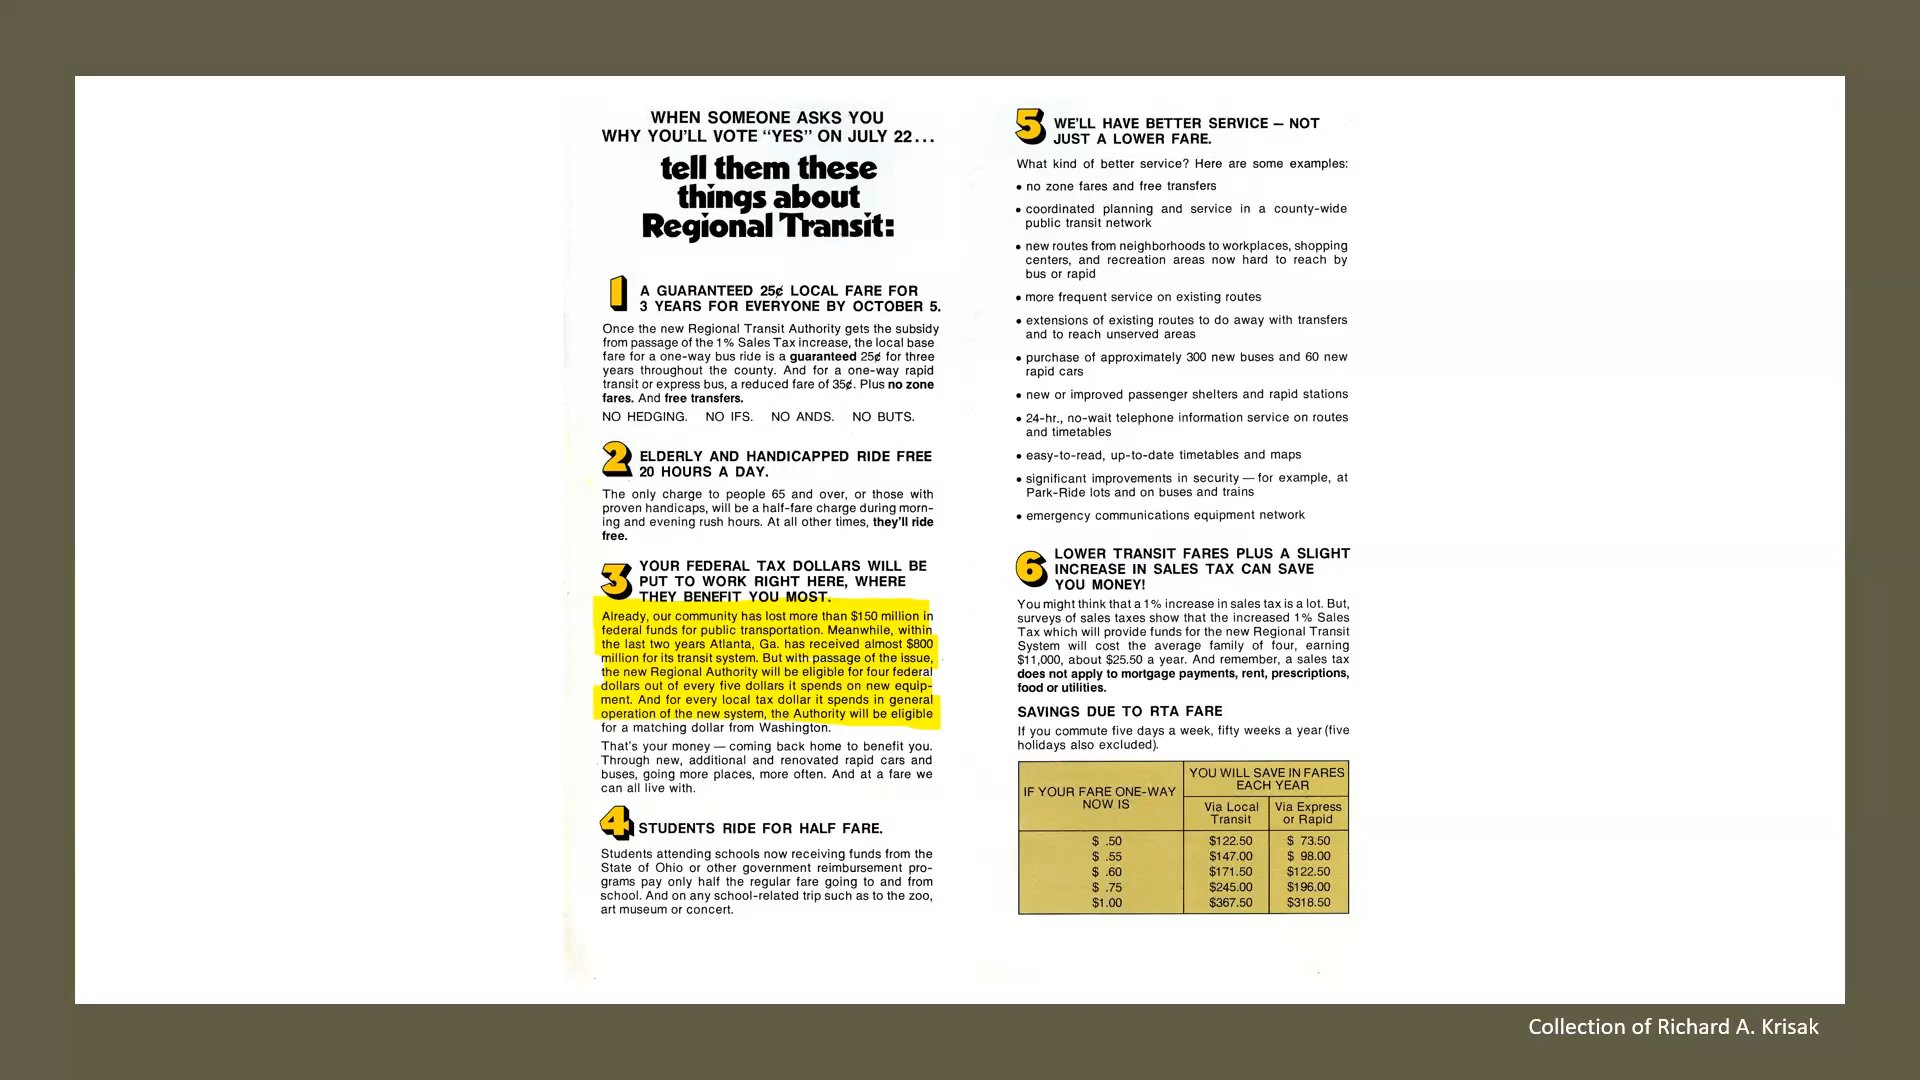 WHEN SOMEONE ASKS YOU
WHY YOU'LL VOTE "YES" ON JULY 22...
tell them these
things about
Regional Transit:
1 A GUARANTEED 25¢ LOCAL FARE FOR
3 YEARS FOR EVERYONE BY OCTOBER 5.
Once the new Regional Transit Authority gets the subsidy
from passage of the 1% Sales Tax increase, the local base
fare for a one-way bus ride is a guaranteed 25¢ for three
years throughout the county. And for a one-way rapid
transit or express bus, a reduced fare of 35¢. Plus no zone
fares. And free transfers.
NO HEDGING. NO IFS. NO ANDS. NO BUTS.
2 ELDERLY AND HANDICAPPED RIDE FREE
20 HOURS A DAY.
The only charge to people 65 and over, or those with
proven handicaps, will be a half-fare charge during morn-
ing and evening rush hours. At all other times, they'll ride
free.
3 YOUR FEDERAL TAX DOLLARS WILL BE
PUT TO WORK RIGHT HERE, WHERE
THEY BENEFIT YOU MOST.
Already, our community has lost more than $150 million in
federal funds for public transportation. Meanwhile, within
the last two years Atlanta, Ga. has received almost $800
million for its transit system. But with passage of the issue,
the new Regional Authority will be eligible for four federal
dollars out of every five dollars it spends on new equip-
ment. And for every local tax dollar it spends in general
operation of the new system, the Authority will be eligible
for a matching dollar from Washington.
That's your money — coming back home to benefit you.
Through new, additional and renovated rapid cars and
buses, going more places, more often. And at a fare we
can all live with.
4 STUDENTS RIDE FOR HALF FARE.
Students attending schools now receiving funds from the
State of Ohio or other government reimbursement pro-
grams pay only half the regular fare going to and from
school. And on any school-related trip such as to the zoo,
art museum or concert.
5 WE'LL HAVE BETTER SERVICE — NOT
JUST A LOWER FARE.
What kind of better service? Here are some examples:
• no zone fares and free transfers
• coordinated planning and service in a county-wide
public transit network
• new routes from neighborhoods to workplaces, shopping
centers, and recreation areas now hard to reach by
bus or rapid
• more frequent service on existing routes
• extensions of existing routes to do away with transfers
and to reach unserved areas
• purchase of approximately 300 new buses and 60 new
rapid cars
• new or improved passenger shelters and rapid stations
• 24-hr., no-wait telephone information service on routes
and timetables
• easy-to-read, up-to-date timetables and maps
• significant improvements in security — for example, at
Park-Ride lots and on buses and trains
• emergency communications equipment network
6 LOWER TRANSIT FARES PLUS A SLIGHT
INCREASE IN SALES TAX CAN SAVE
YOU MONEY!
You might think that a 1% increase in sales tax is a lot. But,
surveys of sales taxes show that the increased 1% Sales
Tax which will provide funds for the new Regional Transit
System will cost the average family of four, earning
$11,000, about $25.50 a year. And remember, a sales tax
does not apply to mortgage payments, rent, prescriptions,
food or utilities.
SAVINGS DUE TO RTA FARE
If you commute five days a week, fifty weeks a year (five
holidays also excluded).
IF YOUR FARE ONE-WAY
NOW IS
YOU WILL SAVE IN FARES
EACH YEAR
Via Local
Transit
Via Express
or Rapid
$ .50 $122.50 $ 73.50
$ .55 $147.00 $ 98.00
$ .60 $171.50 $122.50
$ .75 $245.00 $196.00
$1.00 $367.50 $318.50
Collection of Richard A. Krisak